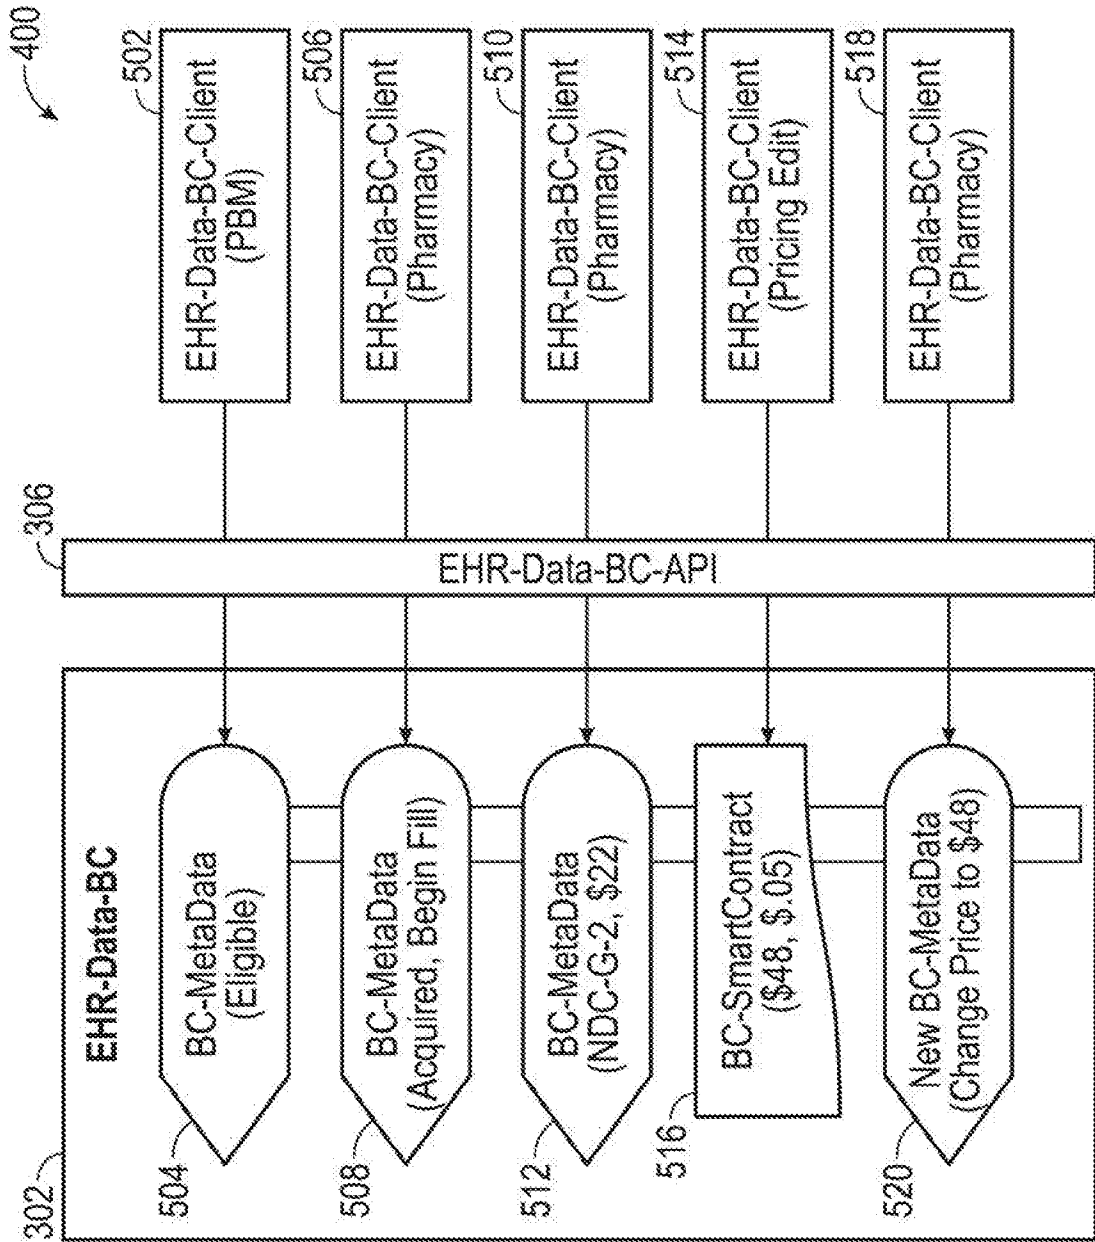 400
302
EHR-Data-BC
306
EHR-Data-BC-API
504
BC-MetaData
(Eligible)
502
EHR-Data-BC-Client
(PBM)
508
BC-MetaData
(Acquired, Begin Fill)
506
EHR-Data-BC-Client
(Pharmacy)
512
BC-MetaData
(NDC-G-2, $22)
510
EHR-Data-BC-Client
(Pharmacy)
516
BC-SmartContract
($48, $.05)
514
EHR-Data-BC-Client
(Pricing Edit)
520
New BC-MetaData
(Change Price to $48)
518
EHR-Data-BC-Client
(Pharmacy)